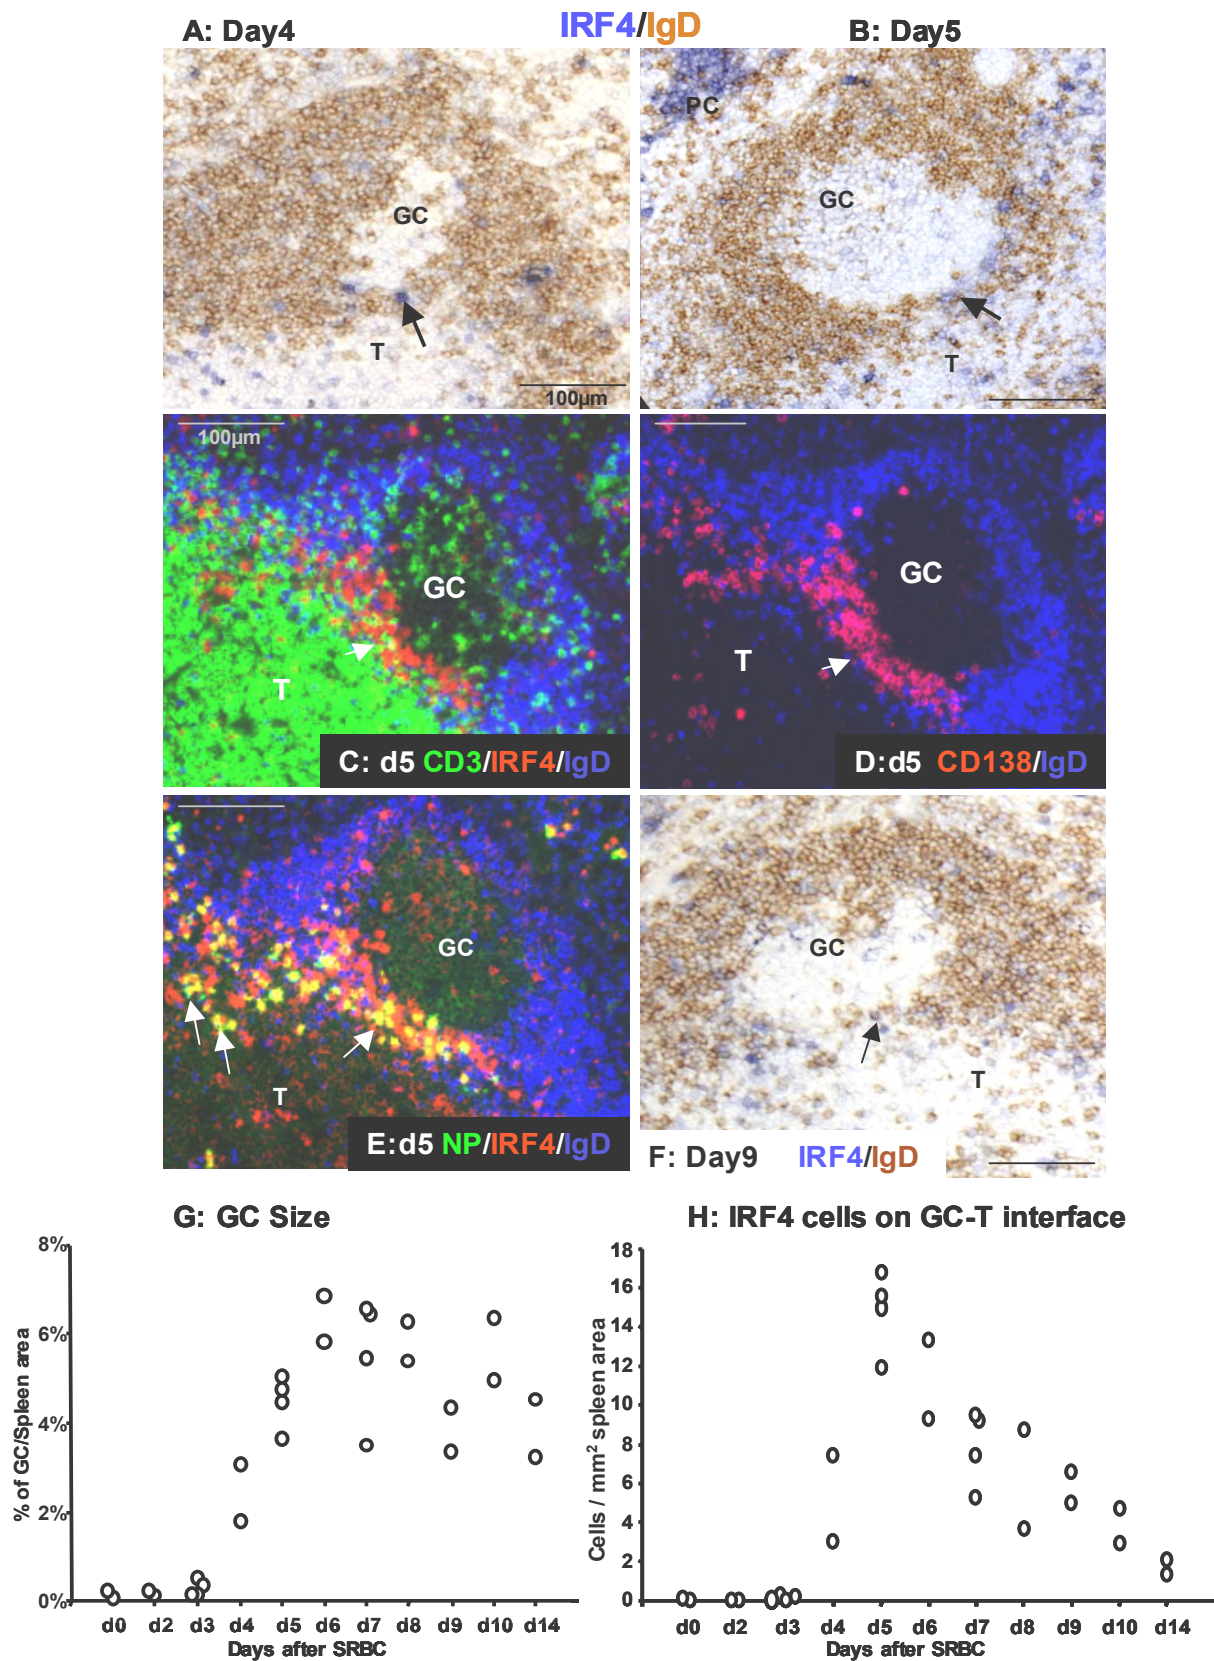 IRF4/IgD
A: Day4
B: Day5
GC
T
100µm
PC
GC
T
100µm
GC
T
C: d5 CD3/IRF4/IgD
GC
T
D:d5 CD138/IgD
GC
T
E:d5 NP/IRF4/IgD
GC
T
F: Day9 IRF4/IgD
G: GC Size
8%
6%
4%
2%
0%
% of GC/Spleen area
d0 d2 d3 d4 d5 d6 d7 d8 d9 d10 d14
Days after SRBC
H: IRF4 cells on GC-T interface
18
16
14
12
10
8
6
4
2
0
Cells / mm² spleen area
d0 d2 d3 d4 d5 d6 d7 d8 d9 d10 d14
Days after SRBC